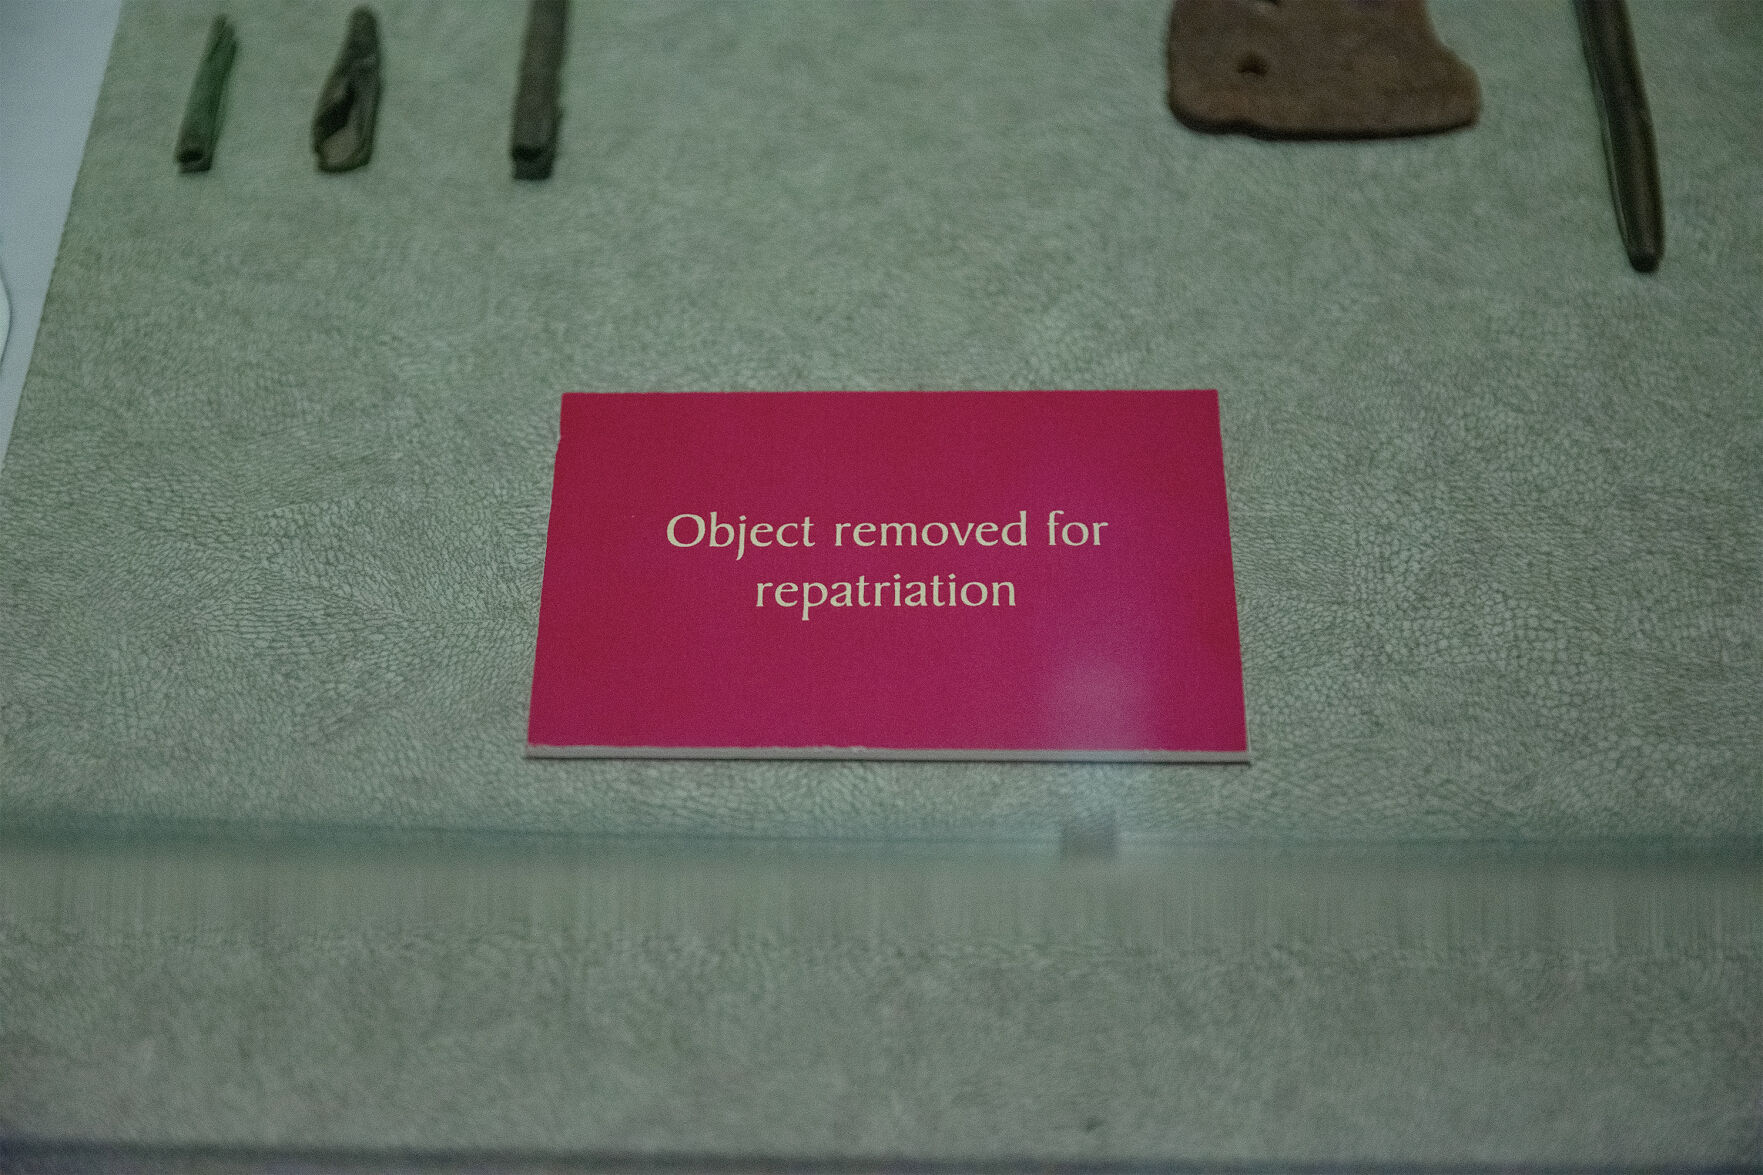 Object removed for
repatriation